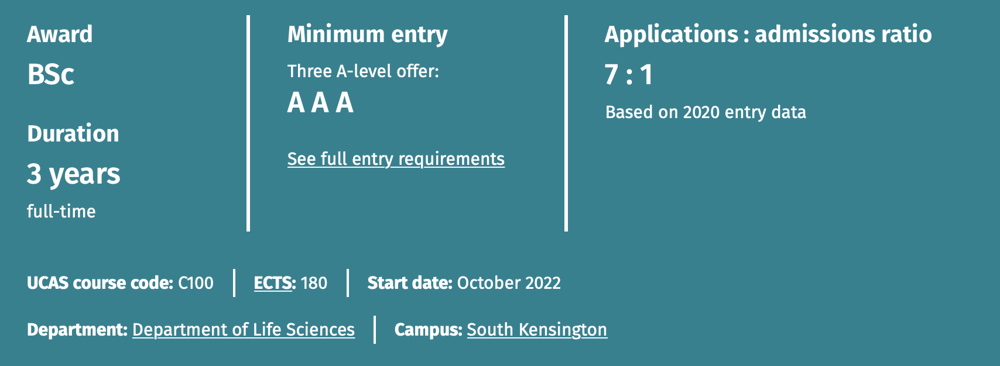 Award
BSc
Duration
3 years
full-time
Minimum entry
Three A-level offer:
A A A
See full entry requirements
Applications : admissions ratio
7 : 1
Based on 2020 entry data
UCAS course code: C100
ECTS: 180
Start date: October 2022
Department: Department of Life Sciences
Campus: South Kensington